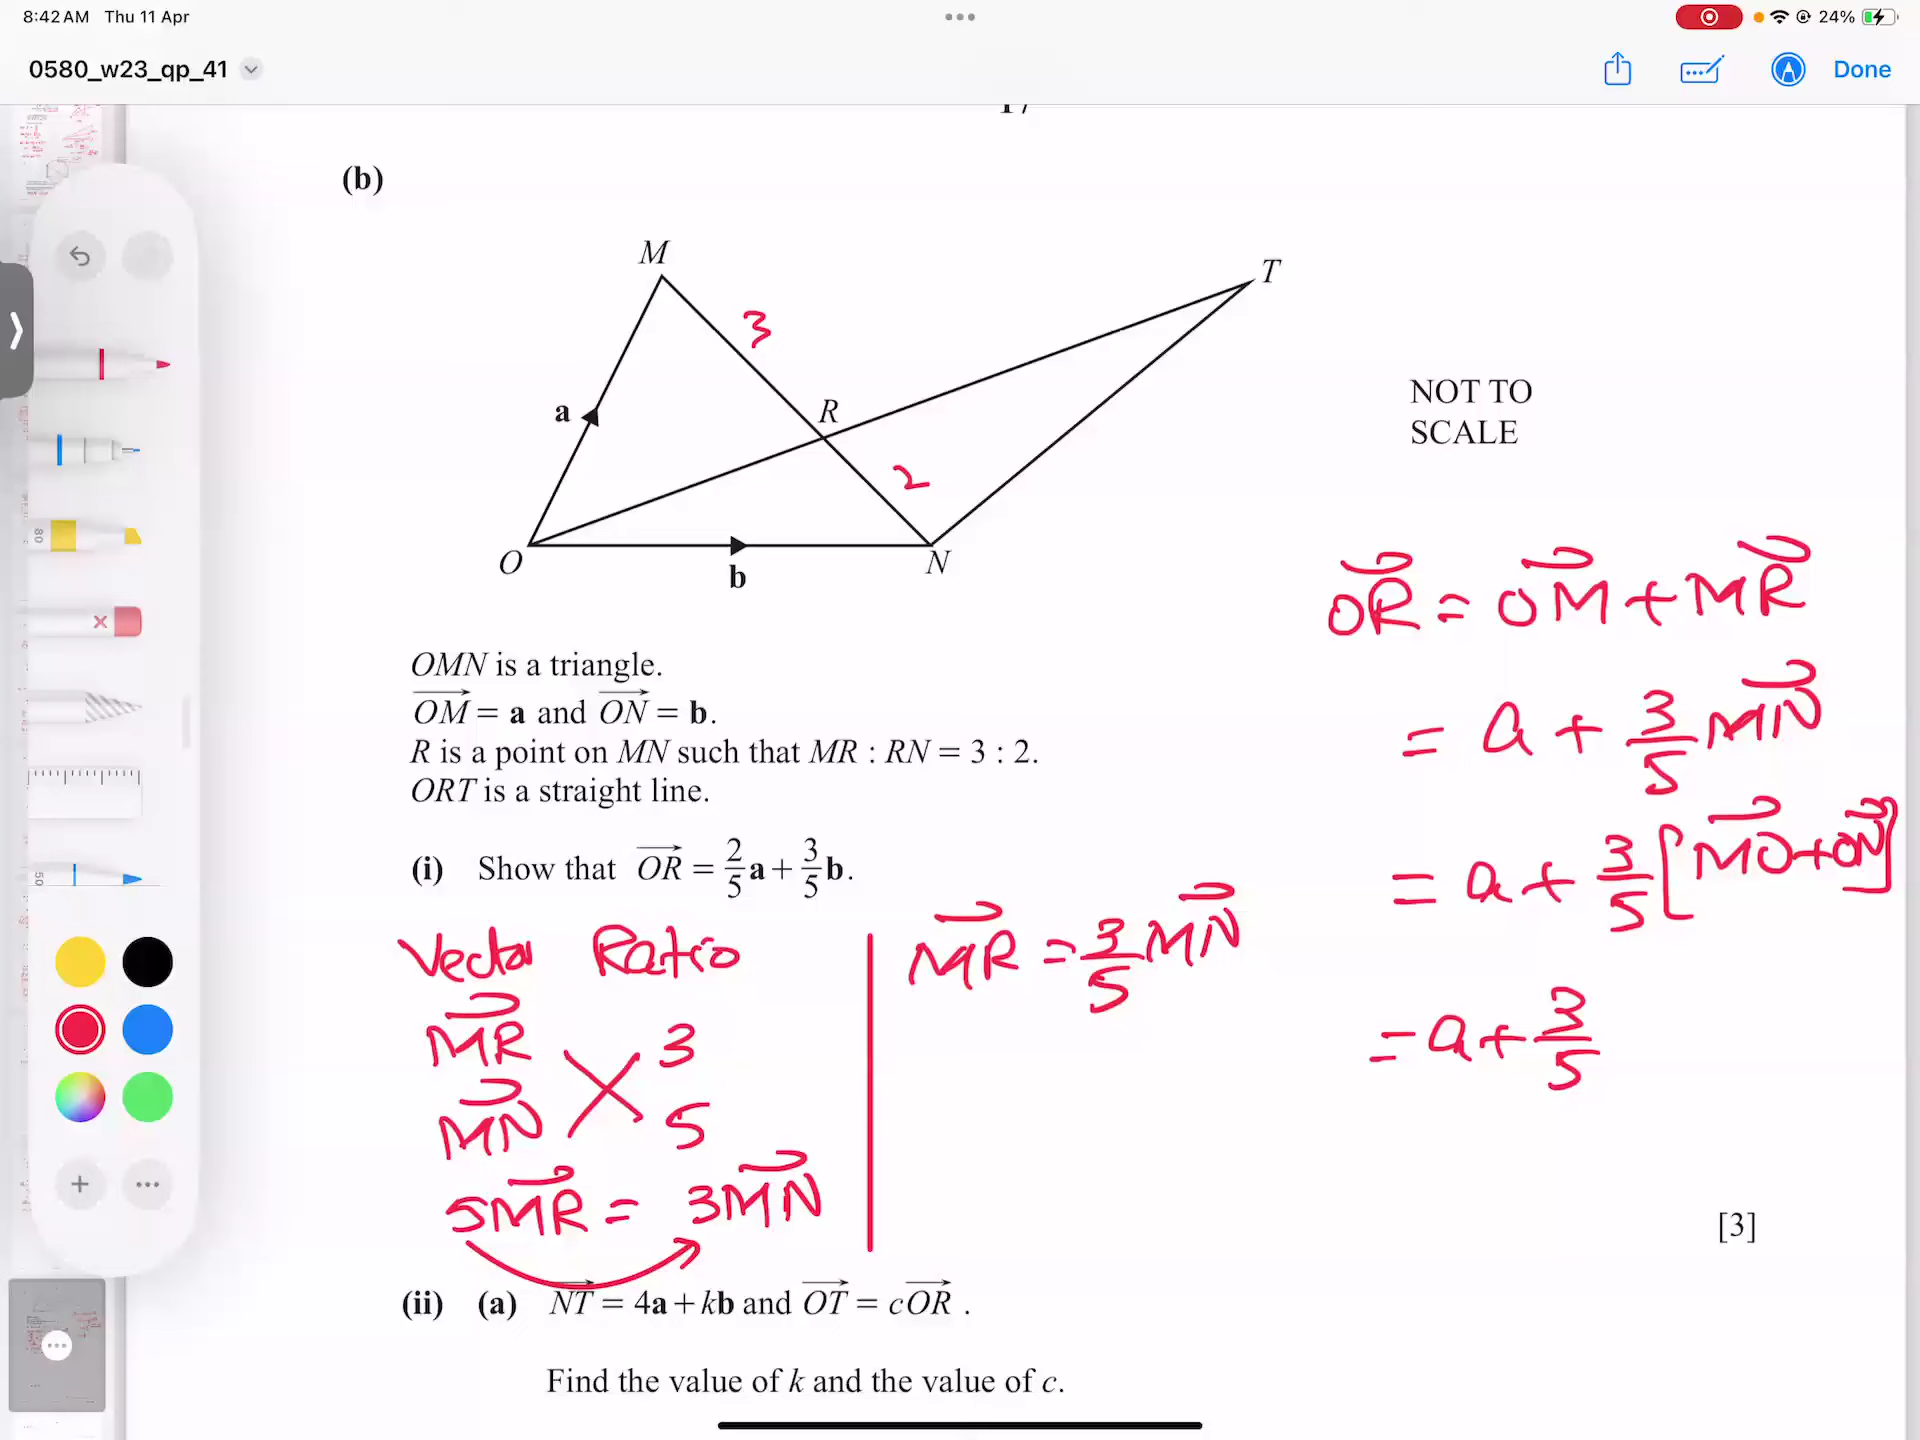 8:42 AM Thu 11 Apr
24%
0580_w23_qp_41
Done
17
(b)
M
T
3
R
a
NOT TO
SCALE
2
O
b
N
OMN is a triangle.
OM = a and ON = b.
R is a point on MN such that MR : RN = 3 : 2.
ORT is a straight line.
(i) Show that OR = 2/5 a + 3/5 b.
Vector Ratio
MR 3
MN 5
5MR = 3MN
MR = 3/5 MN
OR = OM + MR
= a + 3/5 MN
= a + 3/5 [MO + ON]
= a + 3/5
[3]
(ii) (a) NT = 4a + kb and OT = cOR .
Find the value of k and the value of c.
80
50